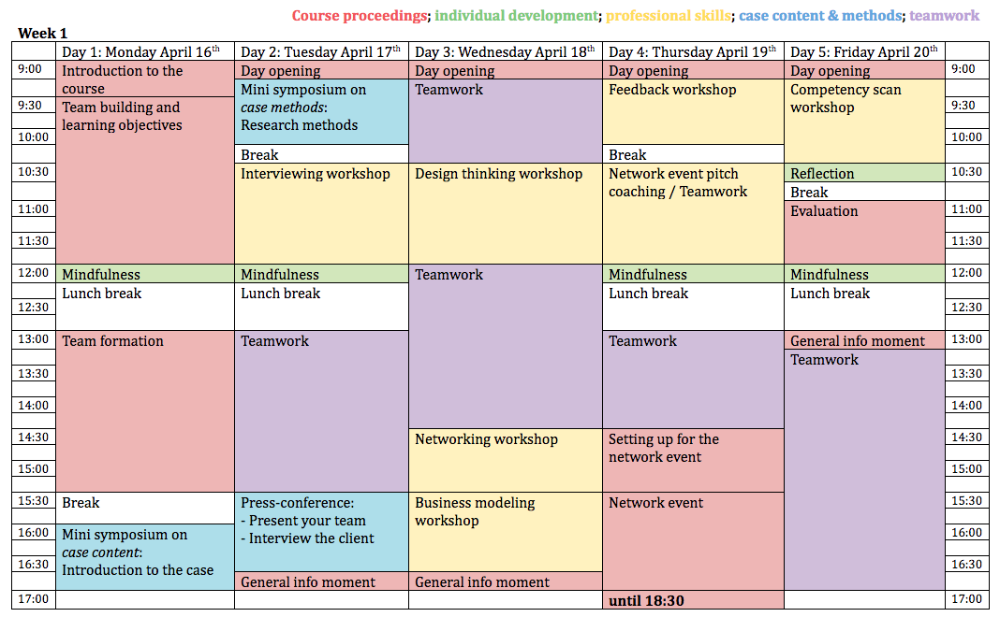 Course proceedings; individual development; professional skills; case content & methods; teamwork
Week 1
Day 1: Monday April 16th
Day 2: Tuesday April 17th
Day 3: Wednesday April 18th
Day 4: Thursday April 19th
Day 5: Friday April 20th
9:00
Introduction to the
course
Day opening
Day opening
Day opening
Day opening
9:00
Mini symposium on
case methods:
Research methods
Teamwork
Feedback workshop
Competency scan
workshop
9:30
Team building and
learning objectives
9:30
10:00
10:00
Break
Break
10:30
Interviewing workshop
Design thinking workshop
Network event pitch
coaching / Teamwork
Reflection
10:30
Break
11:00
Evaluation
11:00
11:30
11:30
12:00
Mindfulness
Mindfulness
Teamwork
Mindfulness
Mindfulness
12:00
Lunch break
Lunch break
Lunch break
Lunch break
12:30
12:30
13:00
Team formation
Teamwork
Teamwork
General info moment
13:00
Teamwork
13:30
13:30
14:00
14:00
14:30
Networking workshop
Setting up for the
network event
14:30
15:00
15:00
15:30
Break
Press-conference:
- Present your team
- Interview the client
Business modeling
workshop
Network event
15:30
16:00
Mini symposium on
case content:
Introduction to the case
16:00
16:30
16:30
General info moment
General info moment
17:00
until 18:30
17:00